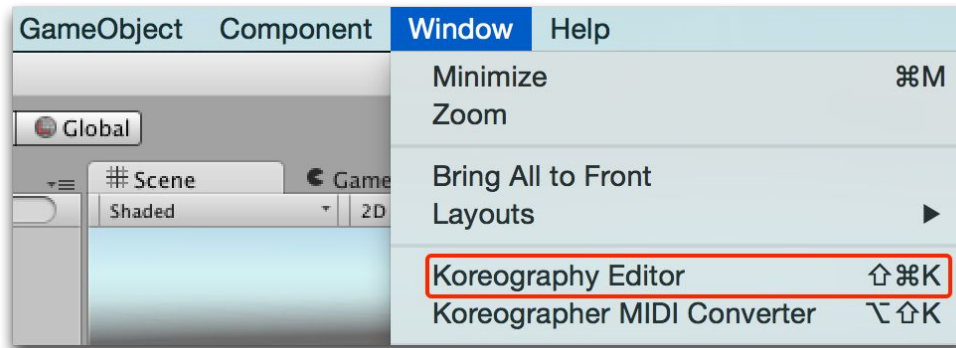 GameObject Component Window Help
Minimize ⌘M
Zoom
Global
Bring All to Front
Scene Game
Layouts ▶
Shaded 2D
Koreography Editor ⇧⌘K
Koreographer MIDI Converter ⌥⇧K